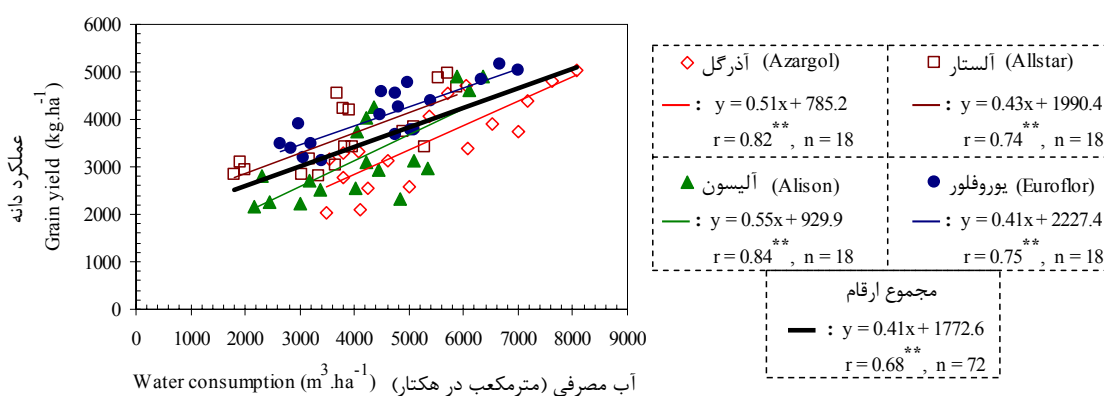 6000
5000
4000
3000
2000
1000
0
عملکرد دانه
Grain yield (kg.ha⁻¹)
0 1000 2000 3000 4000 5000 6000 7000 8000 9000
Water consumption (m³.ha⁻¹) آب مصرفی (مترمکعب در هکتار)
آذرگل (Azargol)
: y = 0.51x + 785.2
r = 0.82**, n = 18
آلستار (Allstar)
: y = 0.43x + 1990.4
r = 0.74**, n = 18
آلیسون (Alison)
: y = 0.55x + 929.9
r = 0.84**, n = 18
یوروفلور (Euroflor)
: y = 0.41x + 2227.4
r = 0.75**, n = 18
مجموع ارقام
: y = 0.41x + 1772.6
r = 0.68**, n = 72